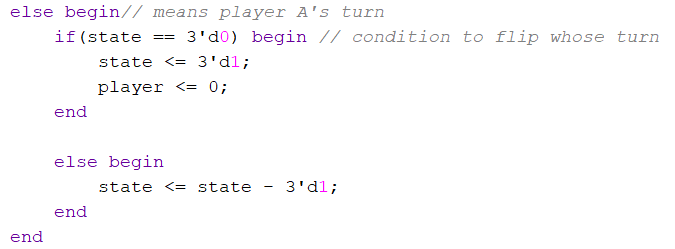 else begin// means player A's turn
if(state == 3'd0) begin // condition to flip whose turn
state <= 3'd1;
player <= 0;
end
else begin
state <= state - 3'd1;
end
end